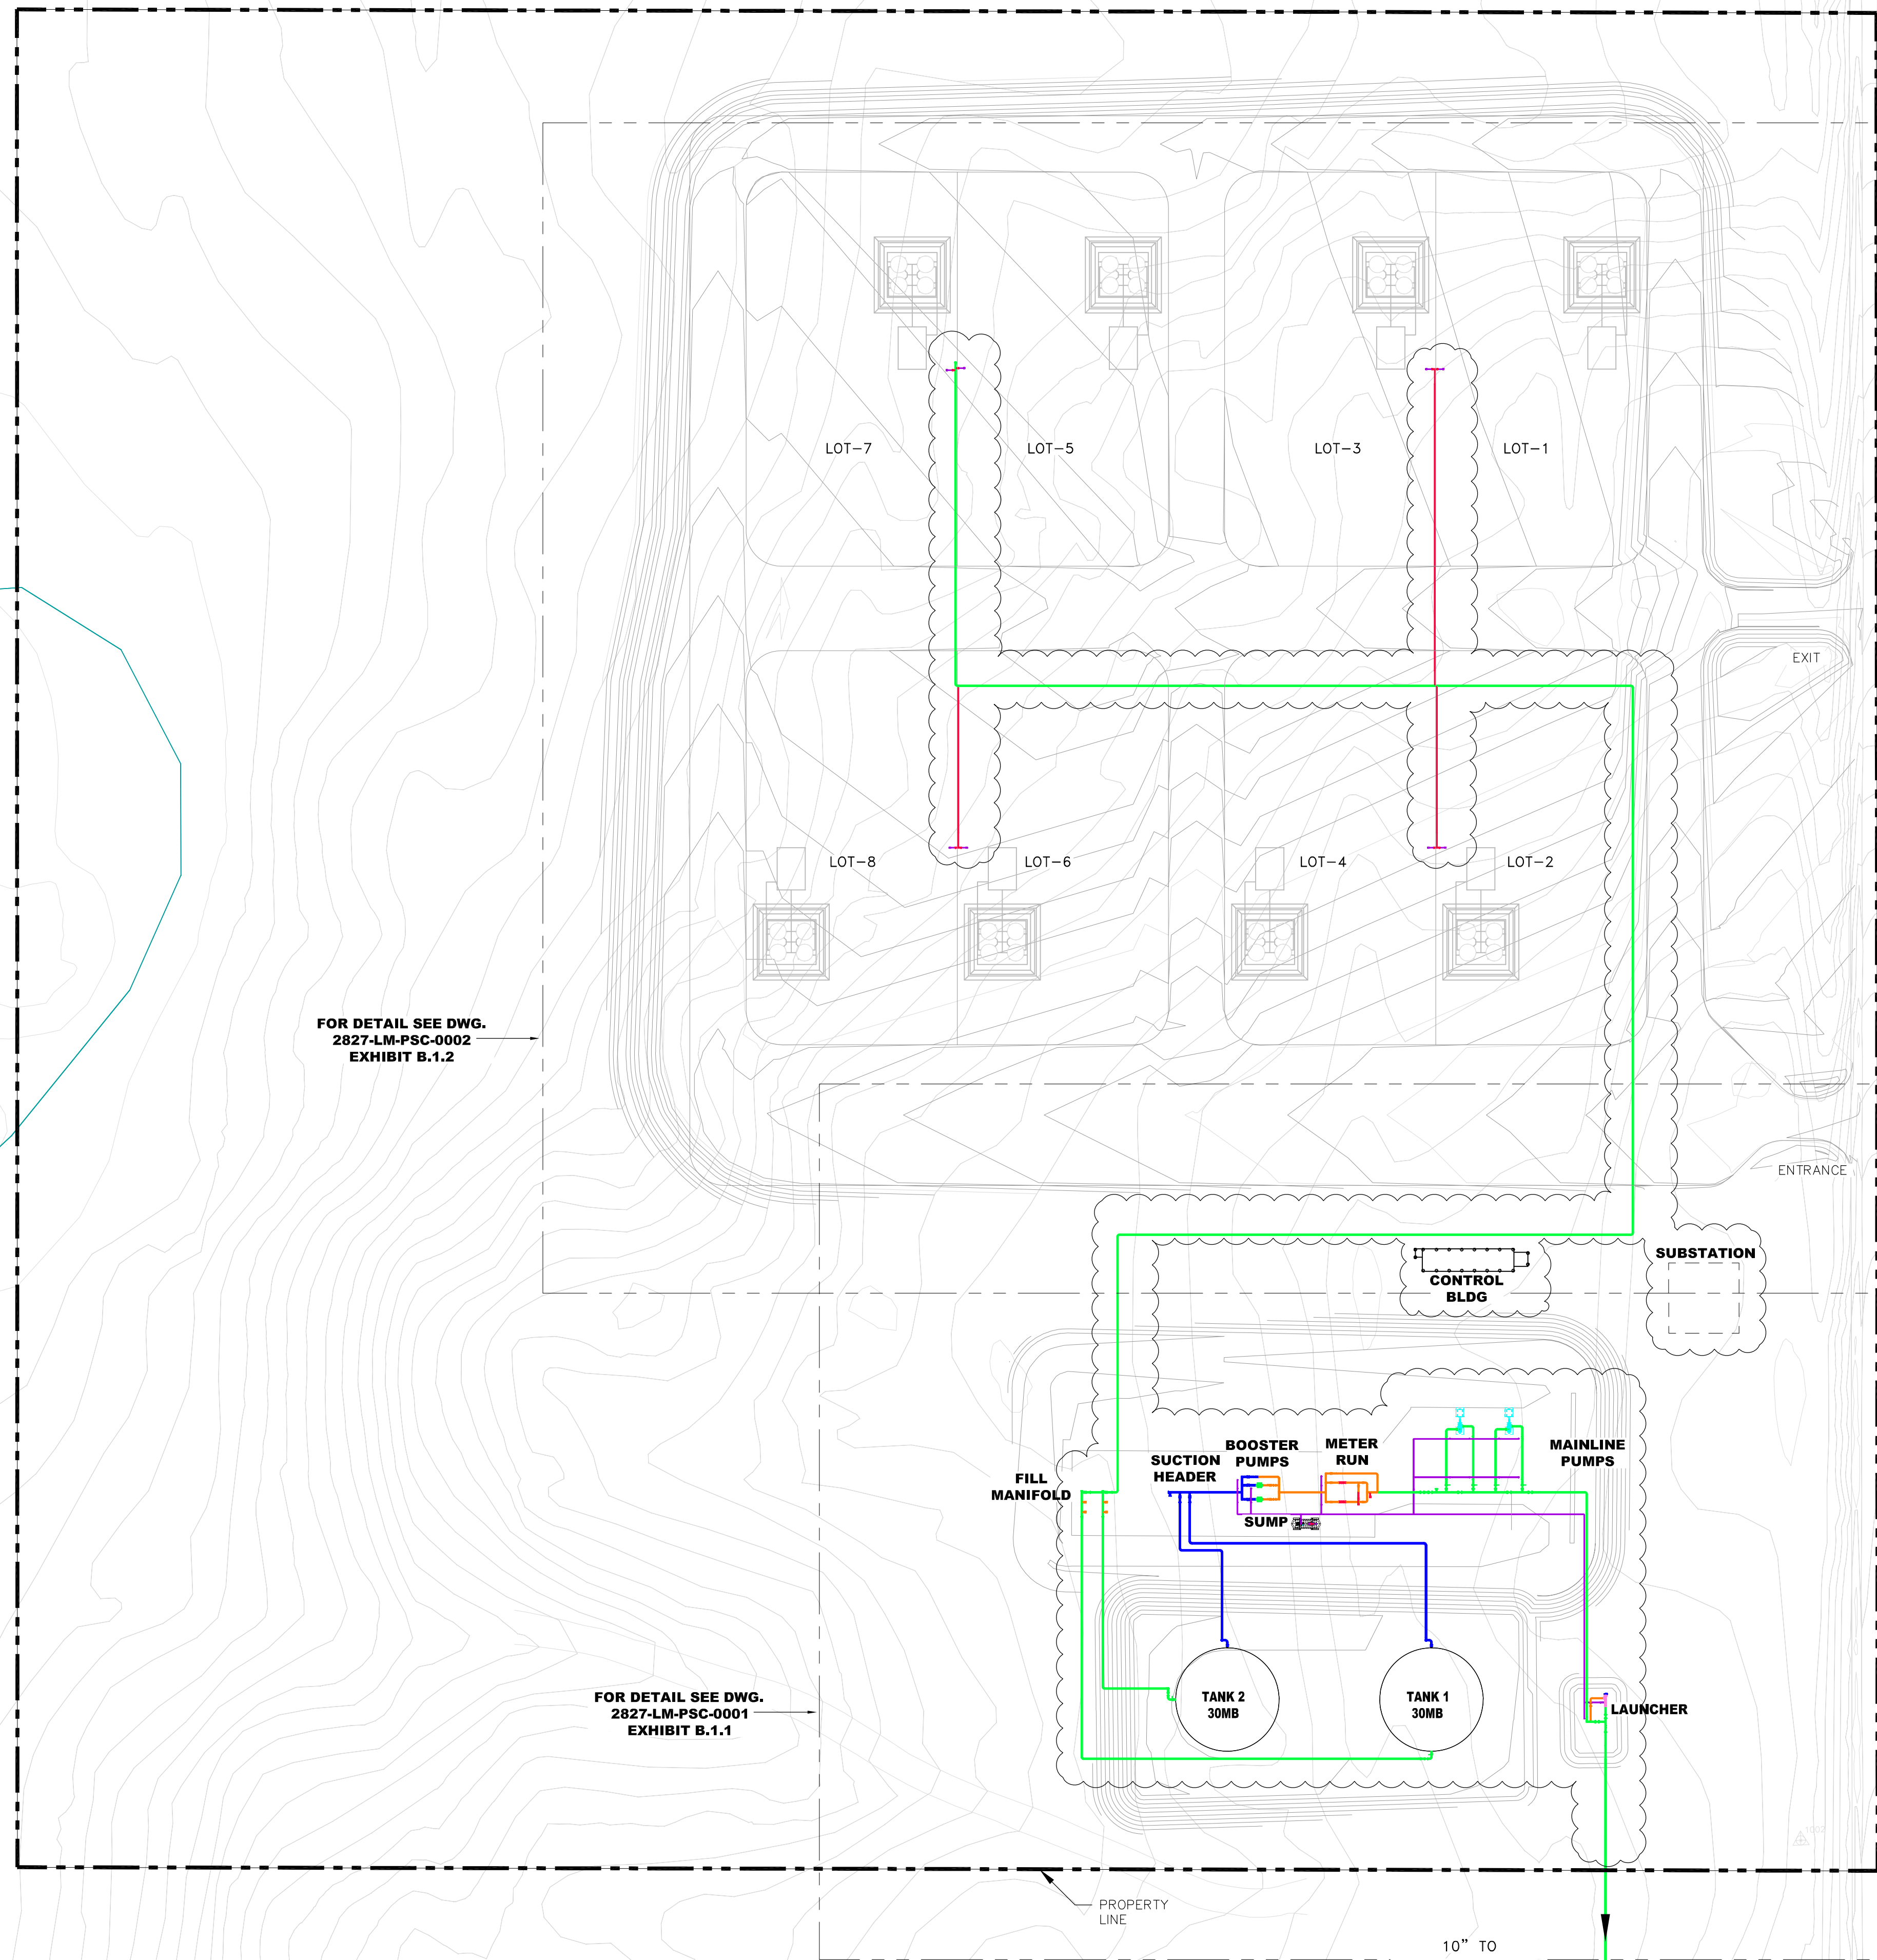 LOT-7
LOT-5
LOT-3
LOT-1
EXIT
LOT-8
LOT-6
LOT-4
LOT-2
FOR DETAIL SEE DWG.
2827-LM-PSC-0002
EXHIBIT B.1.2
ENTRANCE
SUBSTATION
CONTROL
BLDG
FILL
MANIFOLD
SUCTION
HEADER
BOOSTER
PUMPS
METER
RUN
MAINLINE
PUMPS
SUMP
TANK 2
30MB
TANK 1
30MB
LAUNCHER
FOR DETAIL SEE DWG.
2827-LM-PSC-0001
EXHIBIT B.1.1
1002
PROPERTY
LINE
10” TO